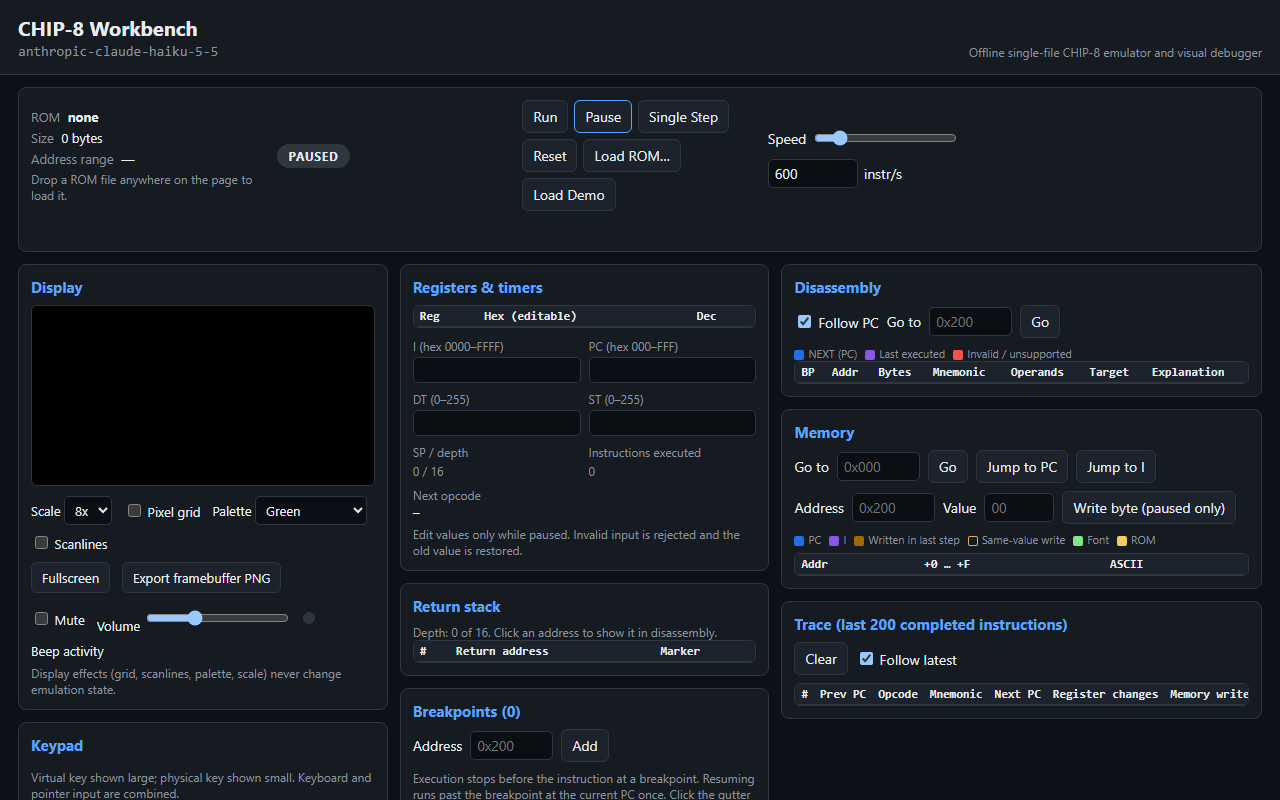 CHIP-8 Workbench
anthropic-claude-haiku-5-5
Offline single-file CHIP-8 emulator and visual debugger
ROM none
Size 0 bytes
Address range —
Drop a ROM file anywhere on the page to
load it.
PAUSED
Run Pause Single Step
Reset Load ROM...
Load Demo
Speed
600 instr/s
Display
Scale 8x Pixel grid Palette Green
Scanlines
Fullscreen Export framebuffer PNG
Mute Volume
Beep activity
Display effects (grid, scanlines, palette, scale) never change
emulation state.
Keypad
Virtual key shown large; physical key shown small. Keyboard and
pointer input are combined.
Registers & timers
Reg Hex (editable) Dec
I (hex 0000–FFFF) PC (hex 000–FFF)
DT (0–255) ST (0–255)
SP / depth Instructions executed
0 / 16 0
Next opcode
—
Edit values only while paused. Invalid input is rejected and the
old value is restored.
Return stack
Depth: 0 of 16. Click an address to show it in disassembly.
# Return address Marker
Breakpoints (0)
Address 0x200 Add
Execution stops before the instruction at a breakpoint. Resuming
runs past the breakpoint at the current PC once. Click the gutter
Disassembly
Follow PC Go to 0x200 Go
NEXT (PC) Last executed Invalid / unsupported
BP Addr Bytes Mnemonic Operands Target Explanation
Memory
Go to 0x000 Go Jump to PC Jump to I
Address 0x200 Value 00 Write byte (paused only)
PC I Written in last step Same-value write Font ROM
Addr +0 … +F ASCII
Trace (last 200 completed instructions)
Clear Follow latest
# Prev PC Opcode Mnemonic Next PC Register changes Memory write